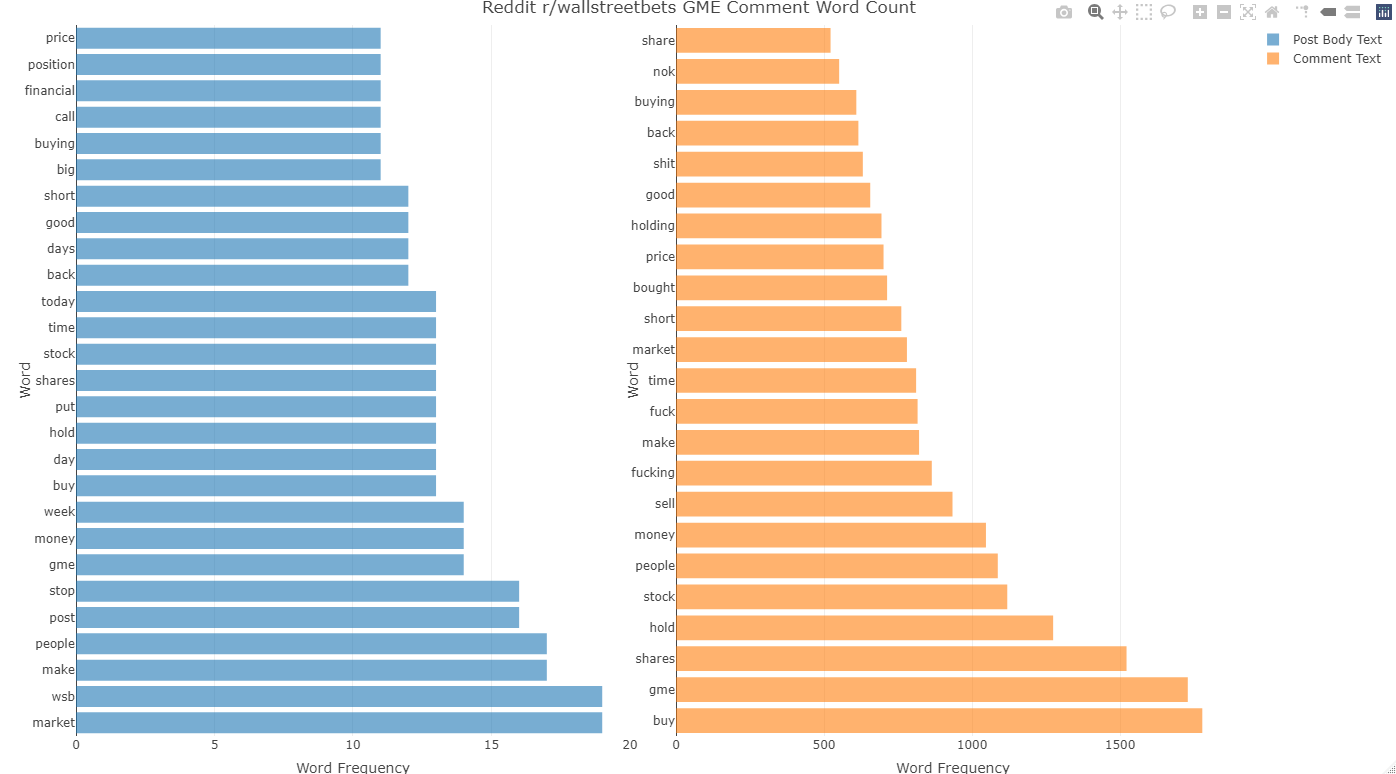 Reddit r/wallstreetbets GME Comment Word Count
Post Body Text
Comment Text
Word
price
position
financial
call
buying
big
short
good
days
back
today
time
stock
shares
put
hold
day
buy
week
money
gme
stop
post
people
make
wsb
market
0 5 10 15 20
Word Frequency
Word
share
nok
buying
back
shit
good
holding
price
bought
short
market
time
fuck
make
fucking
sell
money
people
stock
hold
shares
gme
buy
0 500 1000 1500
Word Frequency